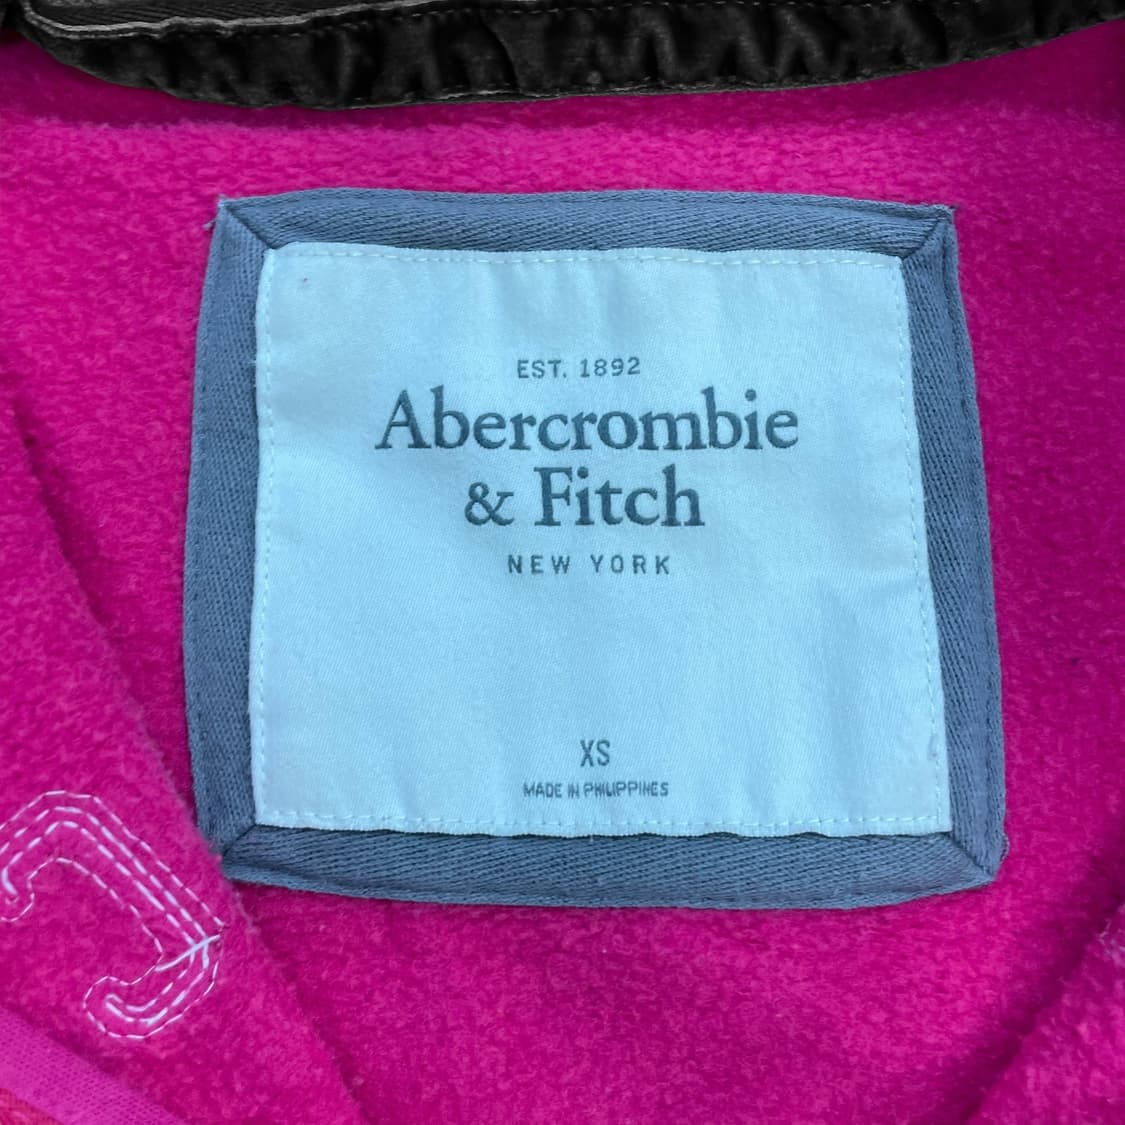 EST. 1892
Abercrombie
& Fitch
NEW YORK
XS
MADE IN PHILIPPINES